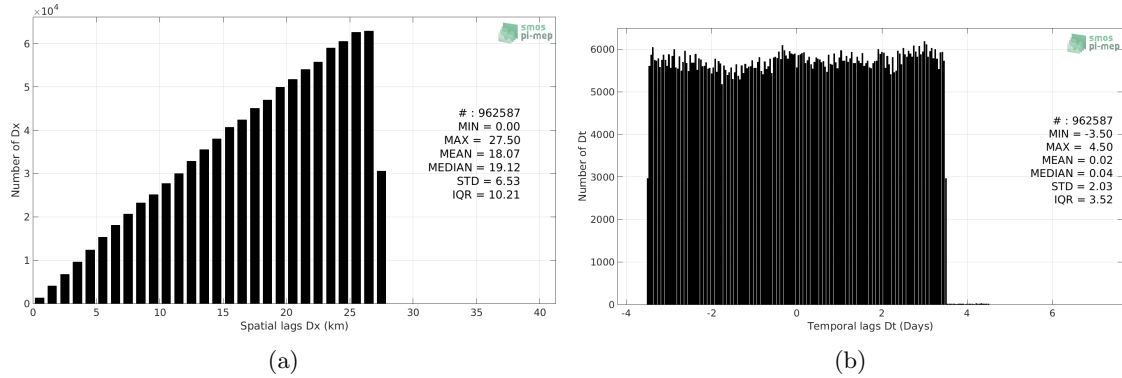 ×10⁴
smos
pi-mep
6
5
4
3
2
1
0
Number of Dx
# : 962587
MIN = 0.00
MAX = 27.50
MEAN = 18.07
MEDIAN = 19.12
STD = 6.53
IQR = 10.21
0 5 10 15 20 25 30 35 40
Spatial lags Dx (km)
(a)
smos
pi-mep
6000
5000
4000
3000
2000
1000
0
Number of Dt
# : 962587
MIN = -3.50
MAX = 4.50
MEAN = 0.02
MEDIAN = 0.04
STD = 2.03
IQR = 3.52
-4 -2 0 2 4 6
Temporal lags Dt (Days)
(b)